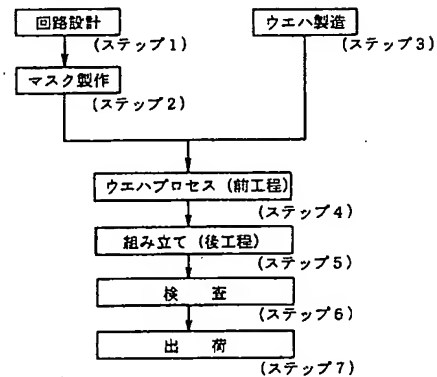 回路設計
(ステップ1)
ウエハ製造
(ステップ3)
マスク製作
(ステップ2)
ウエハプロセス(前工程)
(ステップ4)
組み立て(後工程)
(ステップ5)
検 査
(ステップ6)
出 荷
(ステップ7)